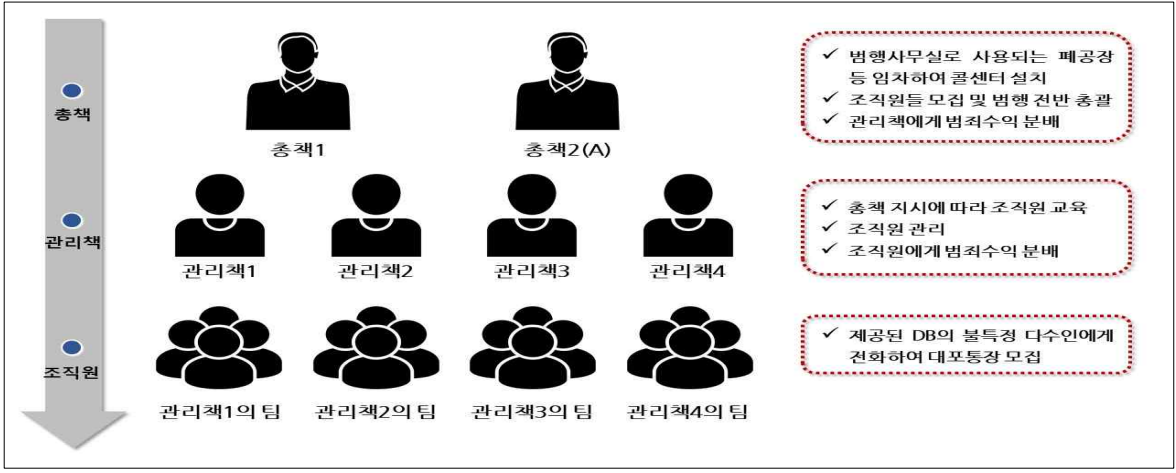 총책
총책1
총책2(A)
✓ 범행사무실로 사용되는 폐공장
등 임차하여 콜센터 설치
✓ 조직원들 모집 및 범행 전반 총괄
✓ 관리책에게 범죄수익 분배
관리책
관리책1
관리책2
관리책3
관리책4
✓ 총책 지시에 따라 조직원 교육
✓ 조직원 관리
✓ 조직원에게 범죄수익 분배
조직원
관리책1의 팀
관리책2의 팀
관리책3의 팀
관리책4의 팀
✓ 제공된 DB의 불특정 다수인에게
전화하여 대포통장 모집